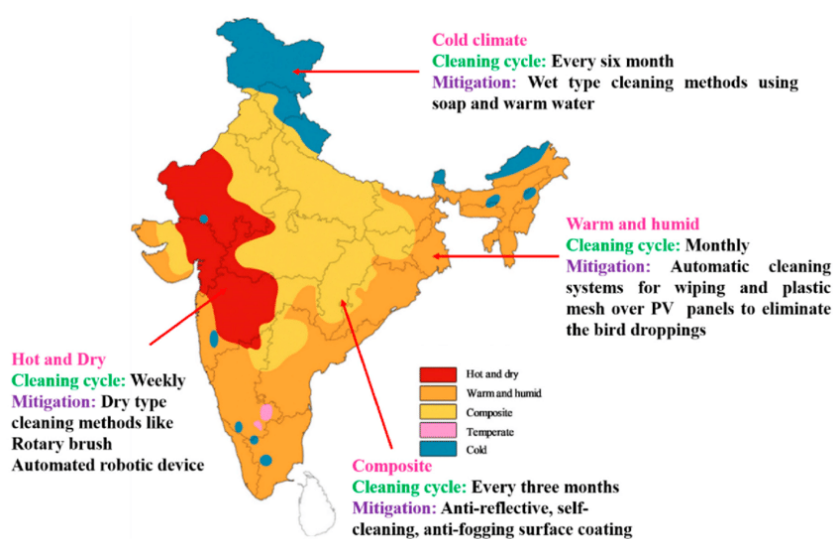 Cold climate
Cleaning cycle: Every six month
Mitigation: Wet type cleaning methods using
soap and warm water
Warm and humid
Cleaning cycle: Monthly
Mitigation: Automatic cleaning
systems for wiping and plastic
mesh over PV panels to eliminate
the bird droppings
Hot and Dry
Cleaning cycle: Weekly
Mitigation: Dry type
cleaning methods like
Rotary brush
Automated robotic device
Hot and dry
Warm and humid
Composite
Temperate
Cold
Composite
Cleaning cycle: Every three months
Mitigation: Anti-reflective, self-
cleaning, anti-fogging surface coating